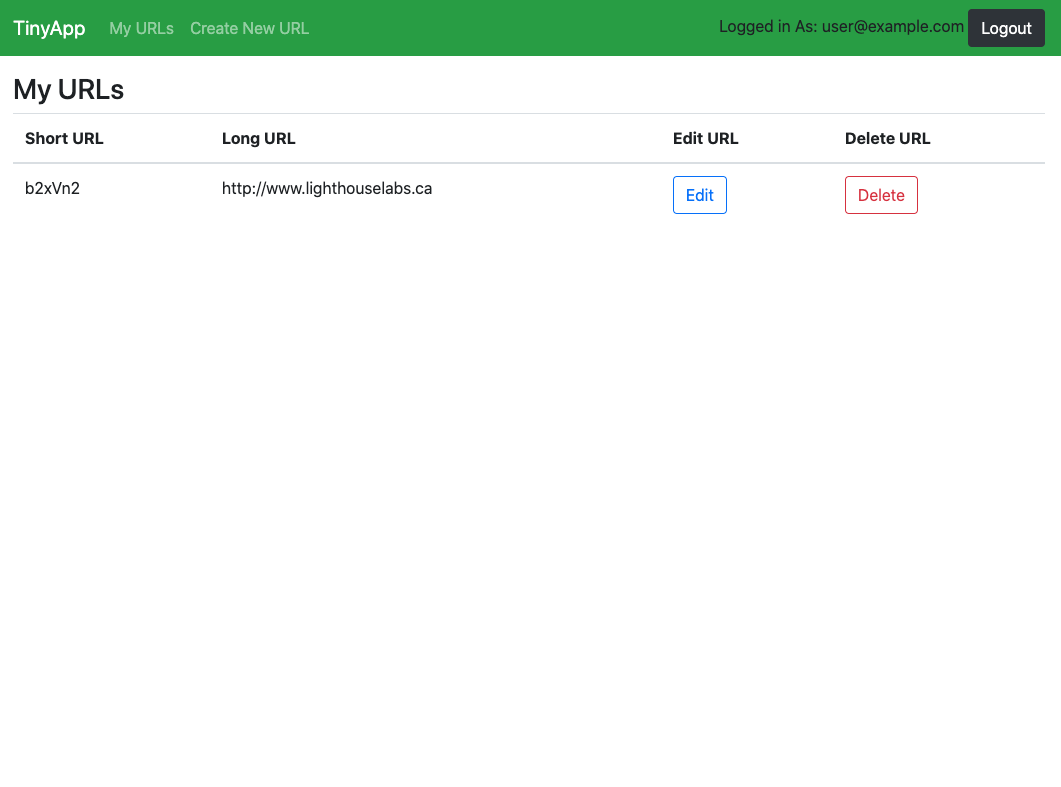 TinyApp My URLs Create New URL Logged in As: user@example.com Logout
My URLs
Short URL Long URL Edit URL Delete URL
b2xVn2 http://www.lighthouselabs.ca Edit Delete